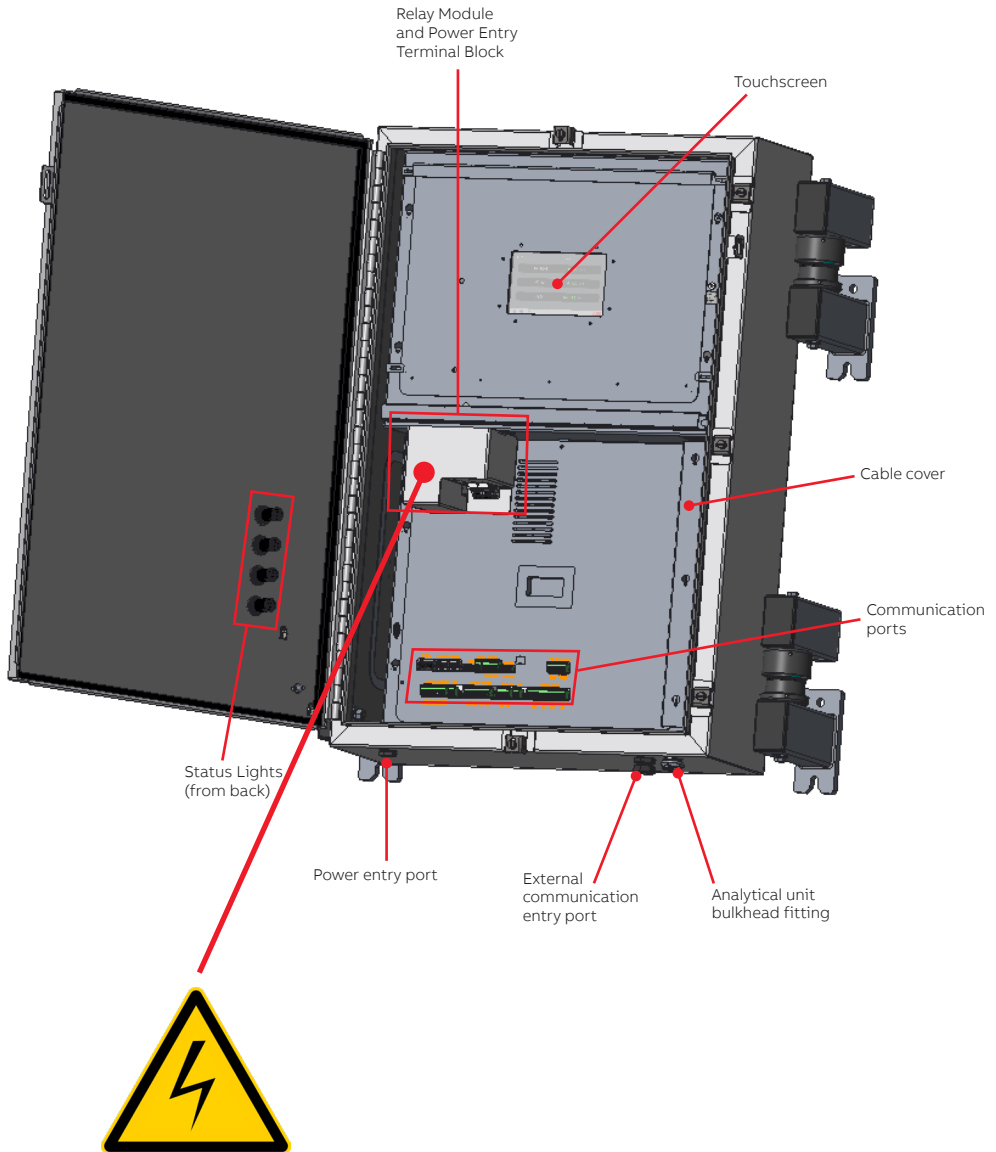 Relay Module
and Power Entry
Terminal Block
Touchscreen
Cable cover
Communication
ports
Status Lights
(from back)
Power entry port
External
communication
entry port
Analytical unit
bulkhead fitting